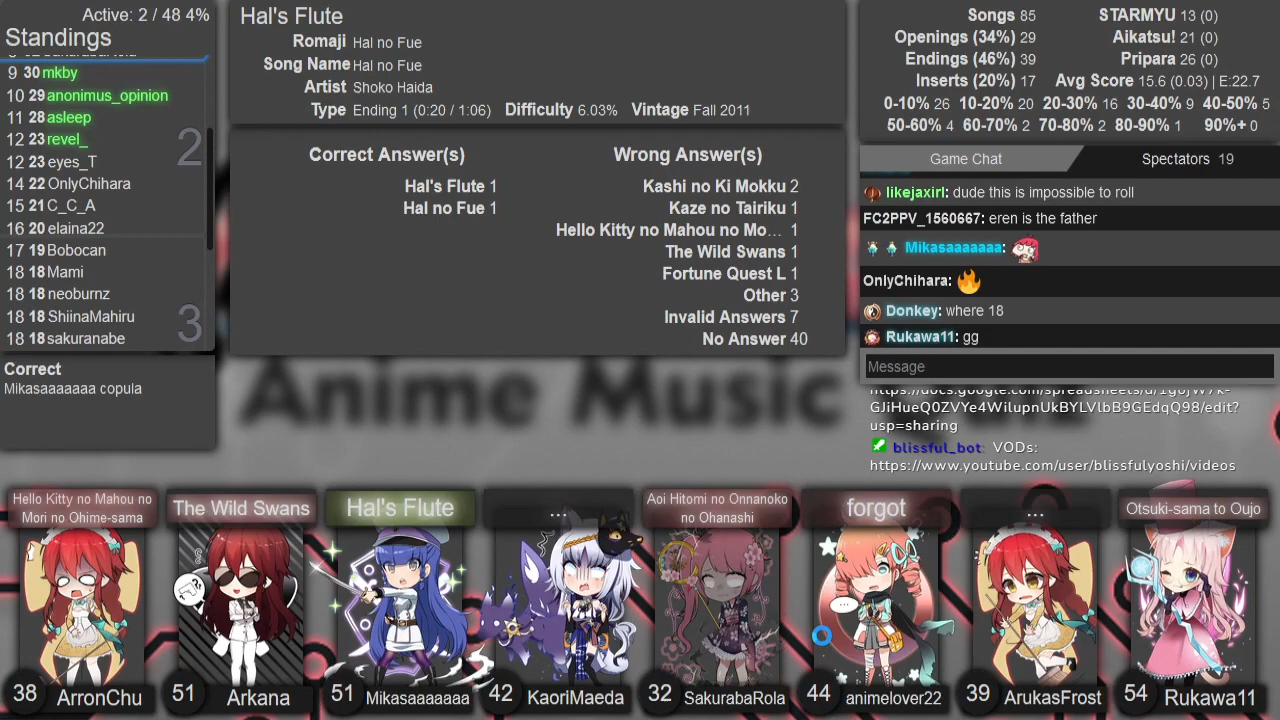 Active: 2 / 48 4%
Standings
9 30 mkby
10 29 anonimus_opinion
11 28 asleep
12 23 revel_
12 23 eyes_T
14 22 OnlyChihara
15 21 C_C_A
16 20 elaina22
17 19 Bobocan
18 18 Mami
18 18 neoburnz
18 18 ShiinaMahiru
18 18 sakuranabe
2
3
Correct
Mikasaaaaaaa copula
Hal's Flute
Romaji Hal no Fue
Song Name Hal no Fue
Artist Shoko Haida
Type Ending 1 (0:20 / 1:06) Difficulty 6.03% Vintage Fall 2011
Correct Answer(s)
Hal's Flute 1
Hal no Fue 1
Wrong Answer(s)
Kashi no Ki Mokku 2
Kaze no Tairiku 1
Hello Kitty no Mahou no Mo... 1
The Wild Swans 1
Fortune Quest L 1
Other 3
Invalid Answers 7
No Answer 40
Songs 85 STARMYU 13 (0)
Openings (34%) 29 Aikatsu! 21 (0)
Endings (46%) 39 Pripara 26 (0)
Inserts (20%) 17 Avg Score 15.6 (0.03) | E:22.7
0-10% 26 10-20% 20 20-30% 16 30-40% 9 40-50% 5
50-60% 4 60-70% 2 70-80% 2 80-90% 1 90%+ 0
Game Chat Spectators 19
likejaxirl: dude this is impossible to roll
FC2PPV_1560667: eren is the father
Mikasaaaaaaa:
OnlyChihara:
Donkey: where 18
Rukawa11: gg
Message
https://docs.google.com/spreadsheets/d/1g6jW7k-
GJiHueQ0ZVYe4WilupnUkBYLVlbB9GEdqQ98/edit?
usp=sharing
blissful_bot: VODs:
https://www.youtube.com/user/blissfulyoshi/videos
Anime Music
Hello Kitty no Mahou no
Mori no Ohime-sama
The Wild Swans
Hal's Flute
...
Aoi Hitomi no Onnanoko
no Ohanashi
forgot
...
Otsuki-sama to Oujo
38 ArronChu
51 Arkana
51 Mikasaaaaaaa
42 KaoriMaeda
32 SakurabaRola
44 animelover22
39 ArukasFrost
54 Rukawa11